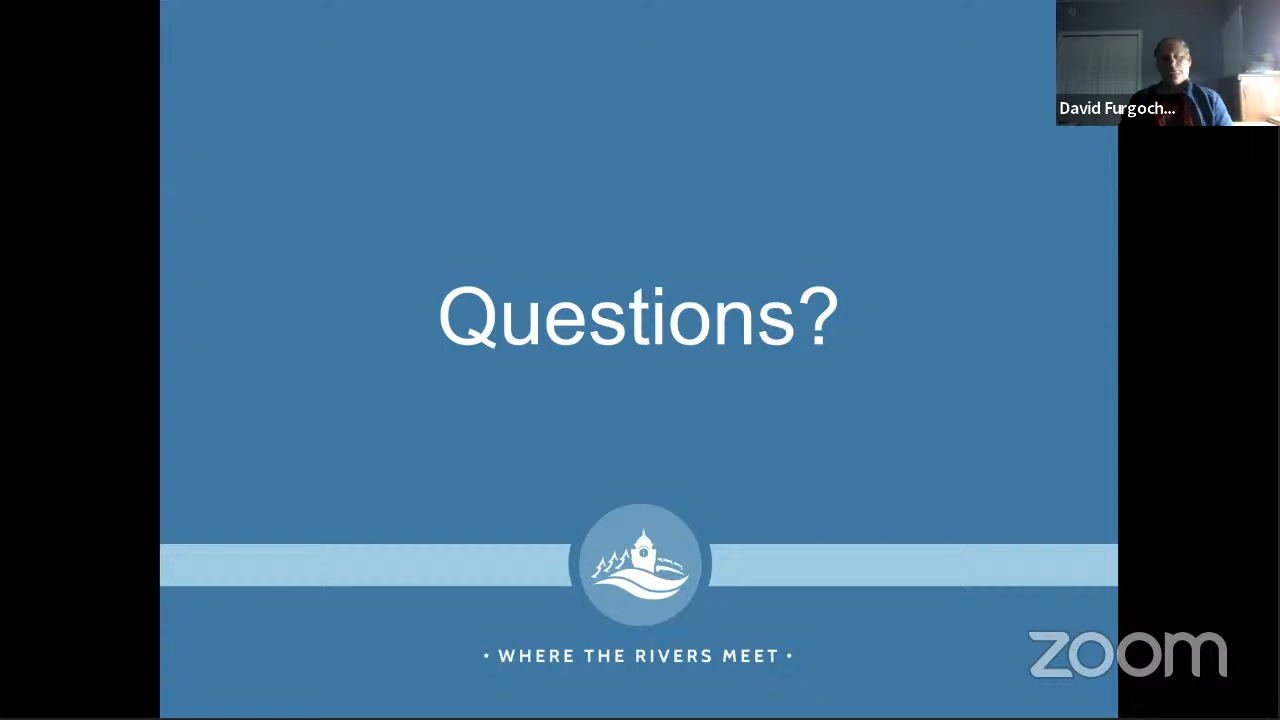 David Furgoch...
Questions?
• WHERE THE RIVERS MEET •
zoom